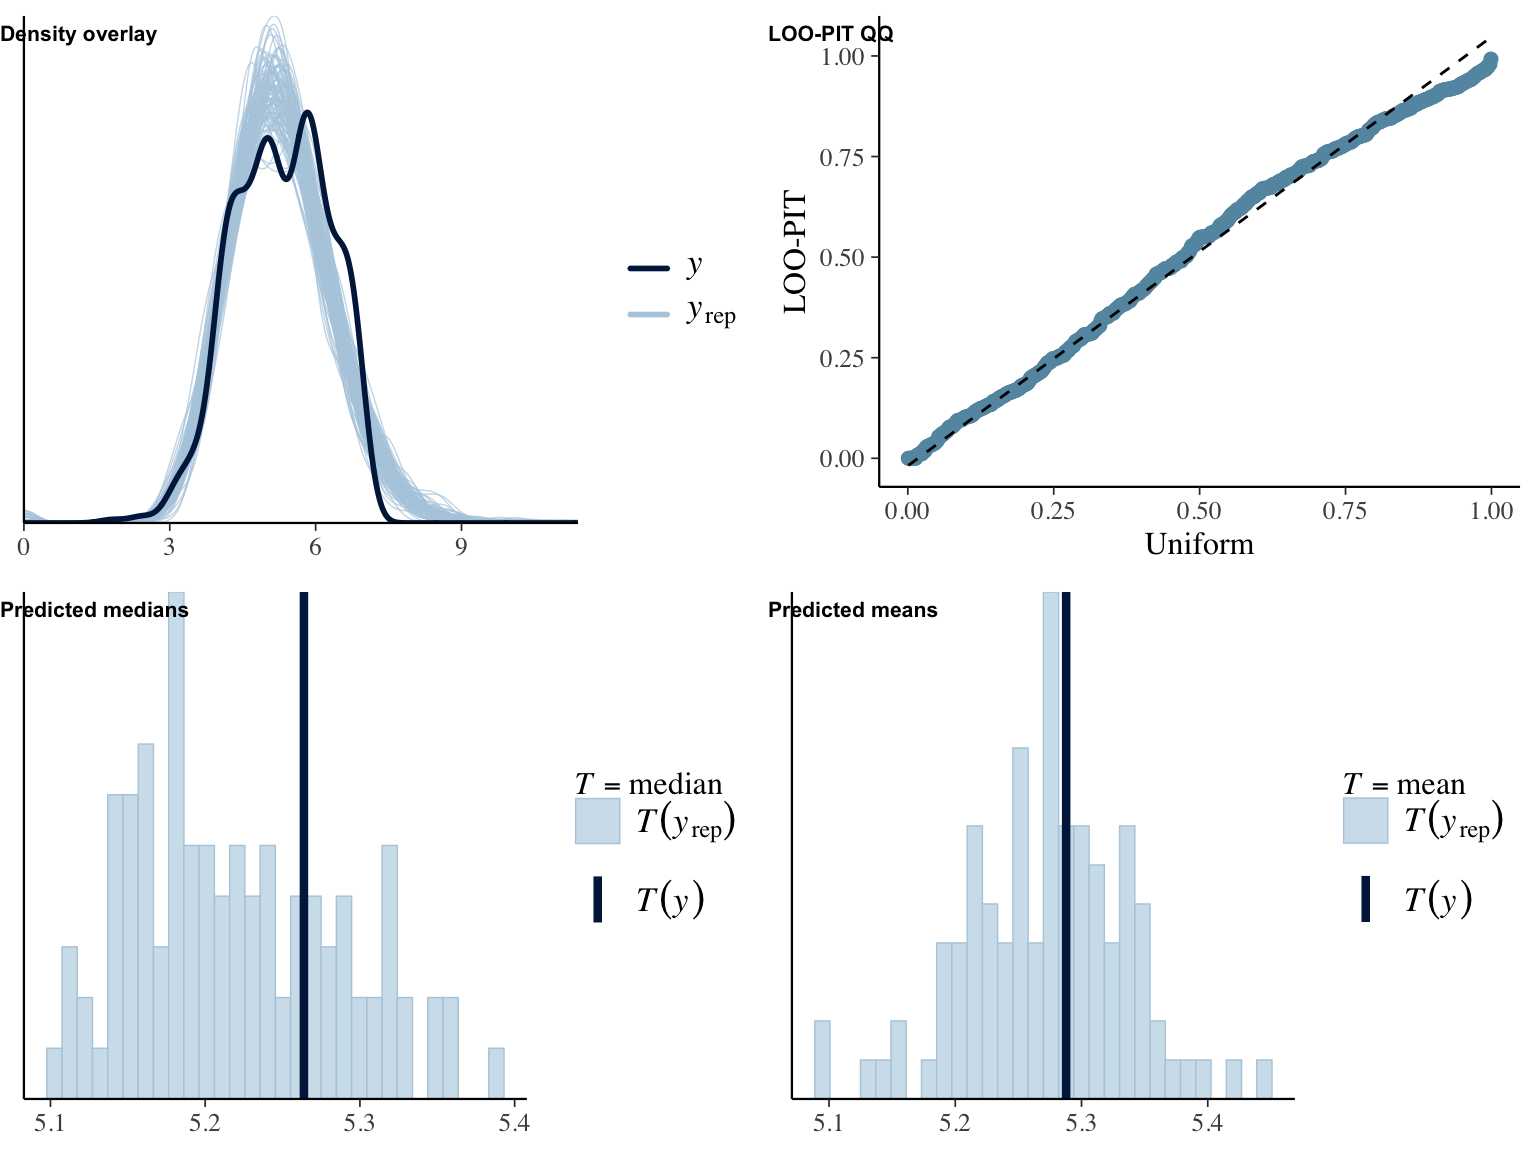 Density overlay
y
yrep
0 3 6 9
LOO-PIT QQ
1.00
0.75
0.50
0.25
0.00
LOO-PIT
0.00 0.25 0.50 0.75 1.00
Uniform
Predicted medians
T = median
T(yrep)
T(y)
5.1 5.2 5.3 5.4
Predicted means
T = mean
T(yrep)
T(y)
5.1 5.2 5.3 5.4